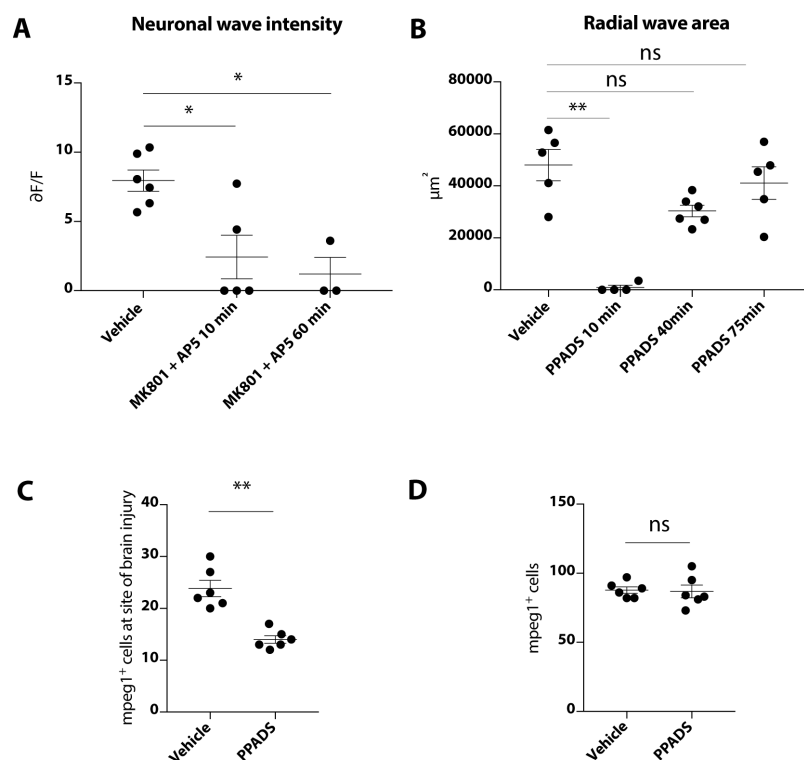 A
Neuronal wave intensity
∂F/F
15
10
5
0
*
*
Vehicle
MK801 + AP5 10 min
MK801 + AP5 60 min
B
Radial wave area
µm²
80000
60000
40000
20000
0
ns
ns
**
Vehicle
PPADS 10 min
PPADS 40min
PPADS 75min
C
mpeg1⁺ cells at site of brain injury
40
30
20
10
0
**
Vehicle
PPADS
D
mpeg1⁺ cells
150
100
50
0
ns
Vehicle
PPADS